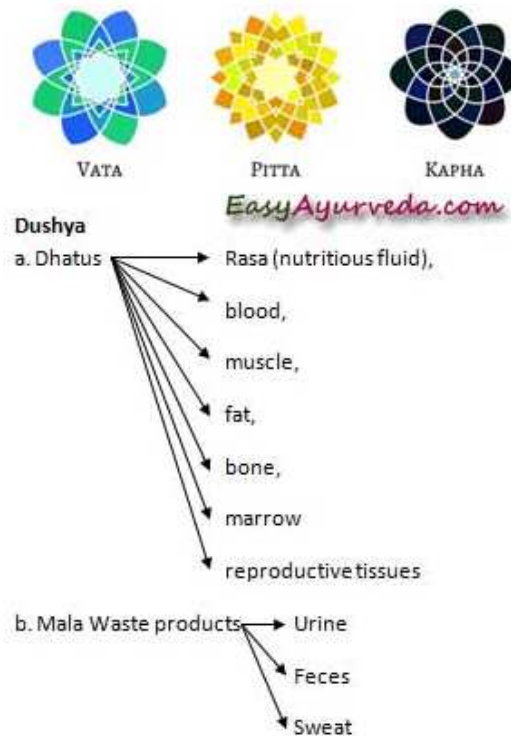 VATA PITTA KAPHA
EasyAyurveda.com
Dushya
a. Dhatus Rasa (nutritious fluid),
blood,
muscle,
fat,
bone,
marrow
reproductive tissues
b. Mala Waste products Urine
Feces
Sweat